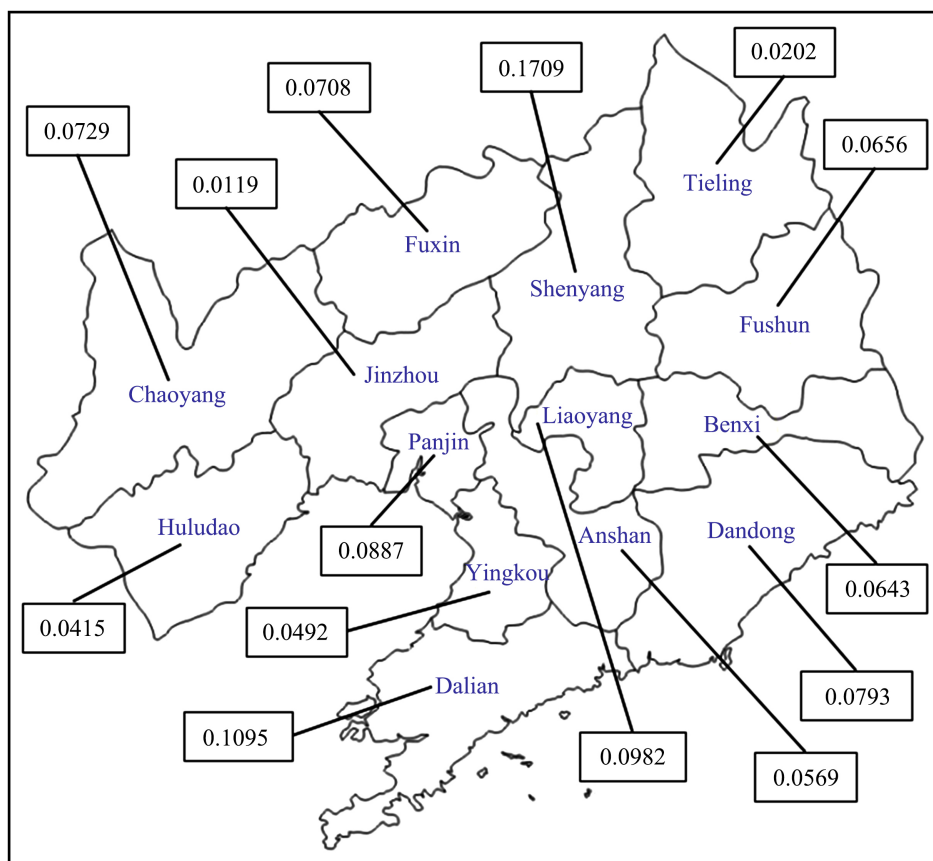 0.0202
0.1709
0.0708
0.0729
0.0656
0.0119
Tieling
Fuxin
Shenyang
Fushun
Jinzhou
Chaoyang
Liaoyang
Benxi
Panjin
Huludao
Anshan
Dandong
0.0887
Yingkou
0.0643
0.0415
0.0492
Dalian
0.0793
0.1095
0.0982
0.0569